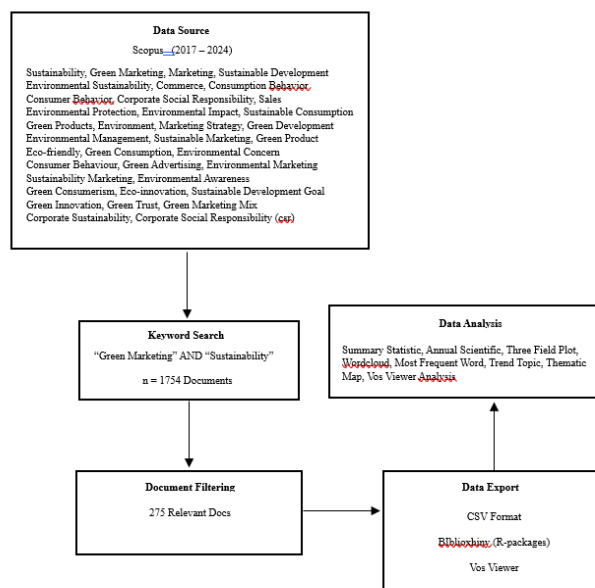 Data Source
Scopus (2017 – 2024)
Sustainability, Green Marketing, Marketing, Sustainable Development
Environmental Sustainability, Commerce, Consumption Behavior,
Consumer Behavior, Corporate Social Responsibility, Sales
Environmental Protection, Environmental Impact, Sustainable Consumption
Green Products, Environment, Marketing Strategy, Green Development
Environmental Management, Sustainable Marketing, Green Product
Eco-friendly, Green Consumption, Environmental Concern
Consumer Behaviour, Green Advertising, Environmental Marketing
Sustainability Marketing, Environmental Awareness
Green Consumerism, Eco-innovation, Sustainable Development Goal
Green Innovation, Green Trust, Green Marketing Mix
Corporate Sustainability, Corporate Social Responsibility (csr)
Keyword Search
“Green Marketing” AND “Sustainability”
n = 1754 Documents
Document Filtering
275 Relevant Docs
Data Export
CSV Format
BIblioxhiny (R-packages)
Vos Viewer
Data Analysis
Summary Statistic, Annual Scientific, Three Field Plot,
Wordcloud, Most Frequent Word, Trend Topic, Thematic
Map, Vos Viewer Analysis